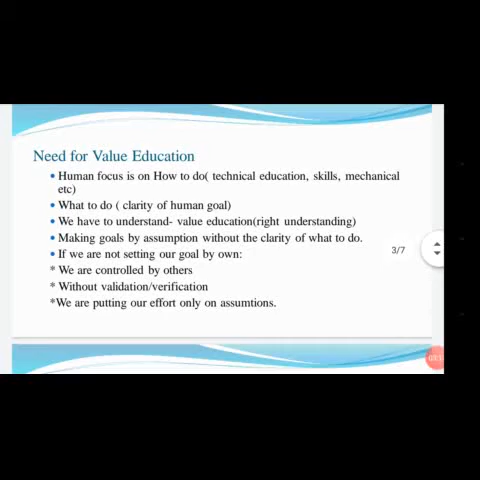 Need for Value Education
• Human focus is on How to do( technical education, skills, mechanical
etc)
• What to do ( clarity of human goal)
• We have to understand- value education(right understanding)
• Making goals by assumption without the clarity of what to do.
• If we are not setting our goal by own:
* We are controlled by others
* Without validation/verification
*We are putting our effort only on assumtions.
3/7